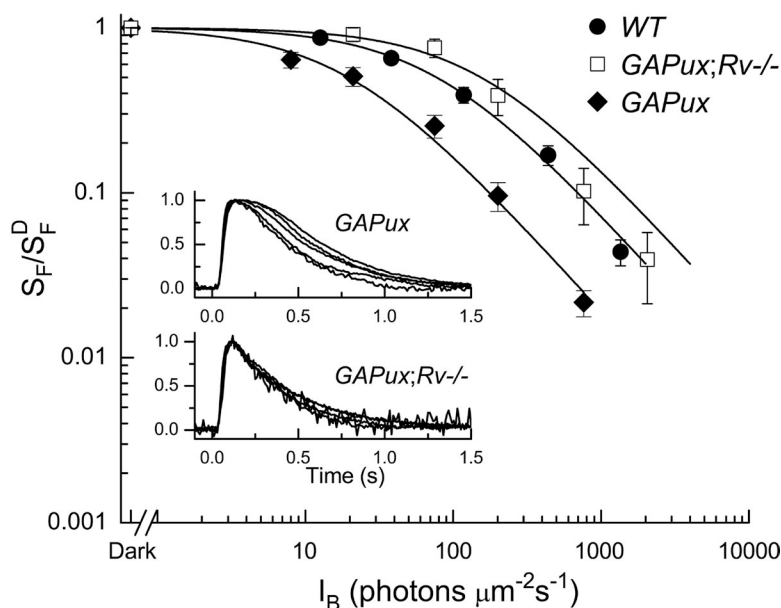 1
0.1
0.01
0.001
S_F/S_F^D
WT
GAPux;Rv-/-
GAPux
1.0
0.5
0.0
GAPux
0.0 0.5 1.0 1.5
1.0
0.5
0.0
GAPux;Rv-/-
0.0 0.5 1.0 1.5
Time (s)
Dark 10 100 1000 10000
I_B (photons μm⁻²s⁻¹)